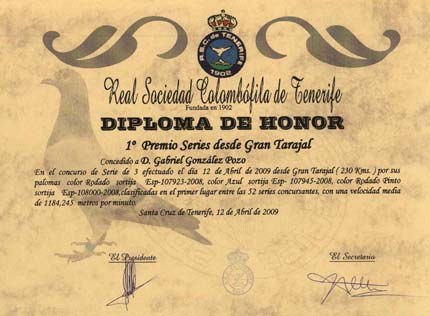 R.S.C. de TENERIFE
1902
Real Sociedad Colombófila de Tenerife
Fundada en 1902
DIPLOMA DE HONOR
1º Premio Series desde Gran Tarajal
Concedido a D. Gabriel González Pozo
En el concurso de Serie de 3 efectuado el día 12 de Abril de 2009 desde Gran Tarajal ( 230 Kms. ) por sus
palomas color Rodado sortija Esp-107923-2008, color Azul sortija Esp- 107945-2008, color Rodado Pinto
sortija Esp-108000-2008,clasificadas en el primer lugar entre las 52 series concursantes, con una velocidad media
de 1184,245 metros por minuto.
Santa Cruz de Tenerife, 12 de Abril de 2009
El Presidente
El Secretario